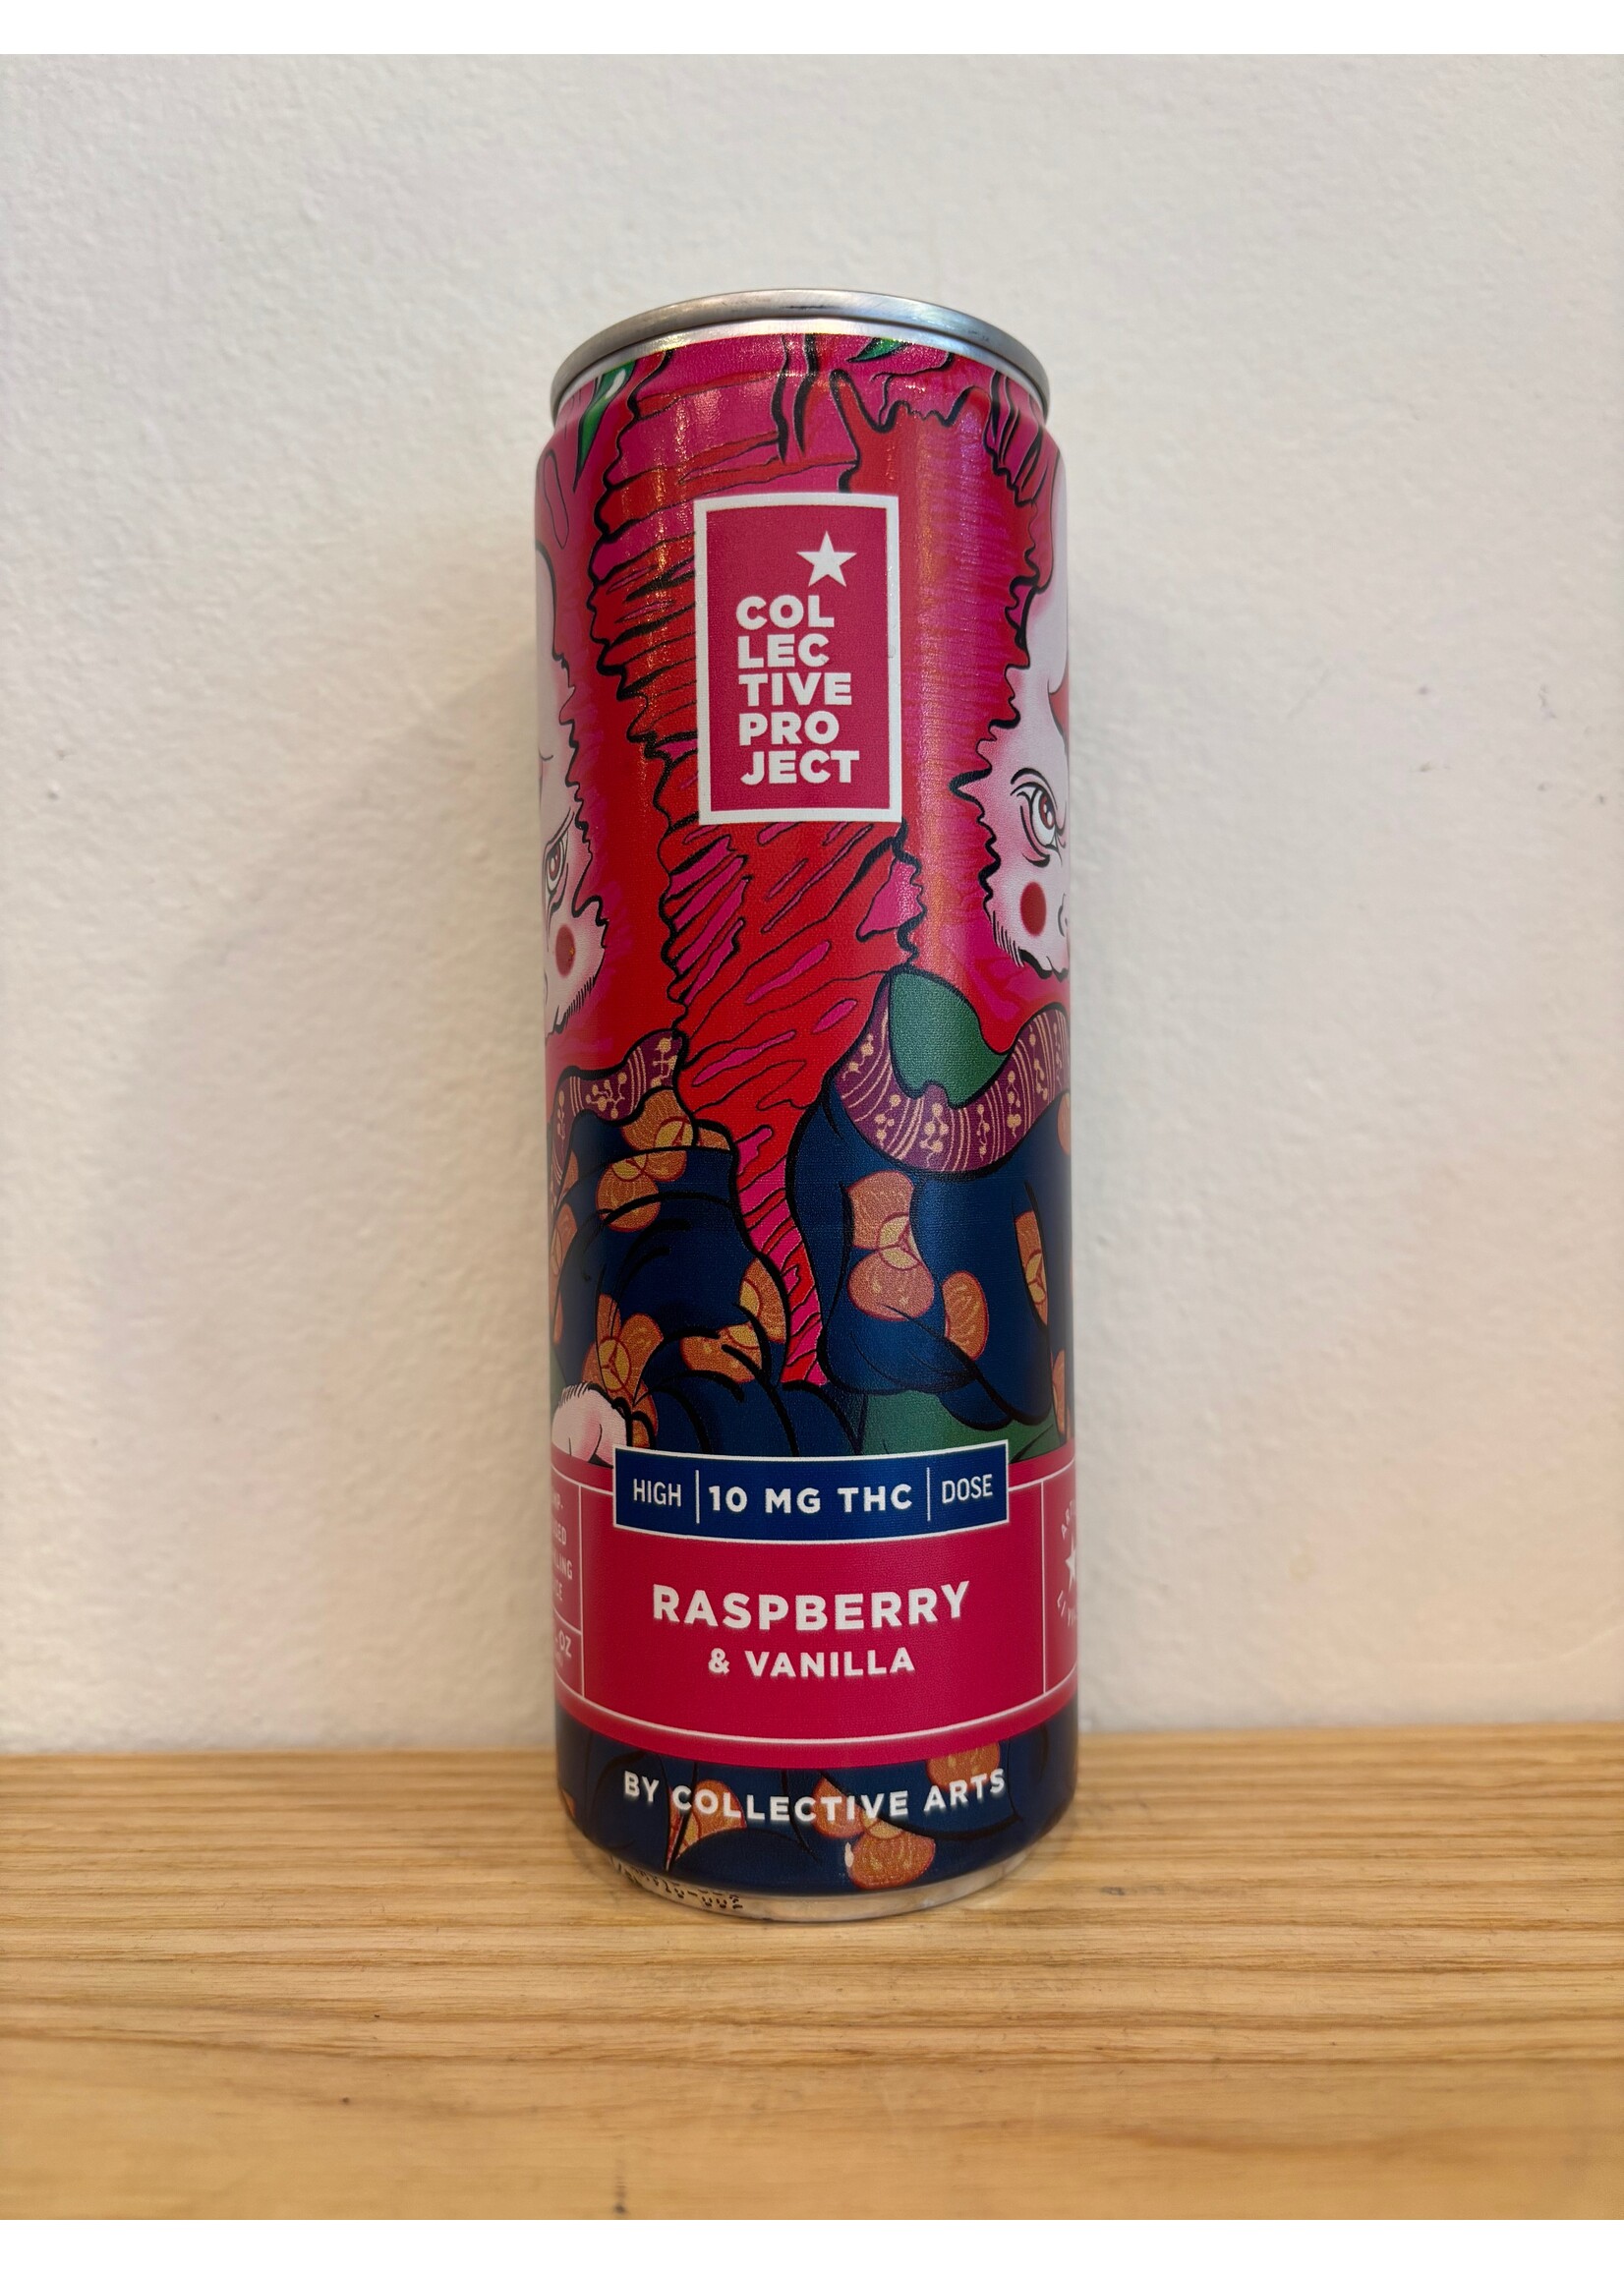 COL
LEC
TIVE
PRO
JECT
HIGH | 10 MG THC | DOSE
RASPBERRY
& VANILLA
BY COLLECTIVE ARTS